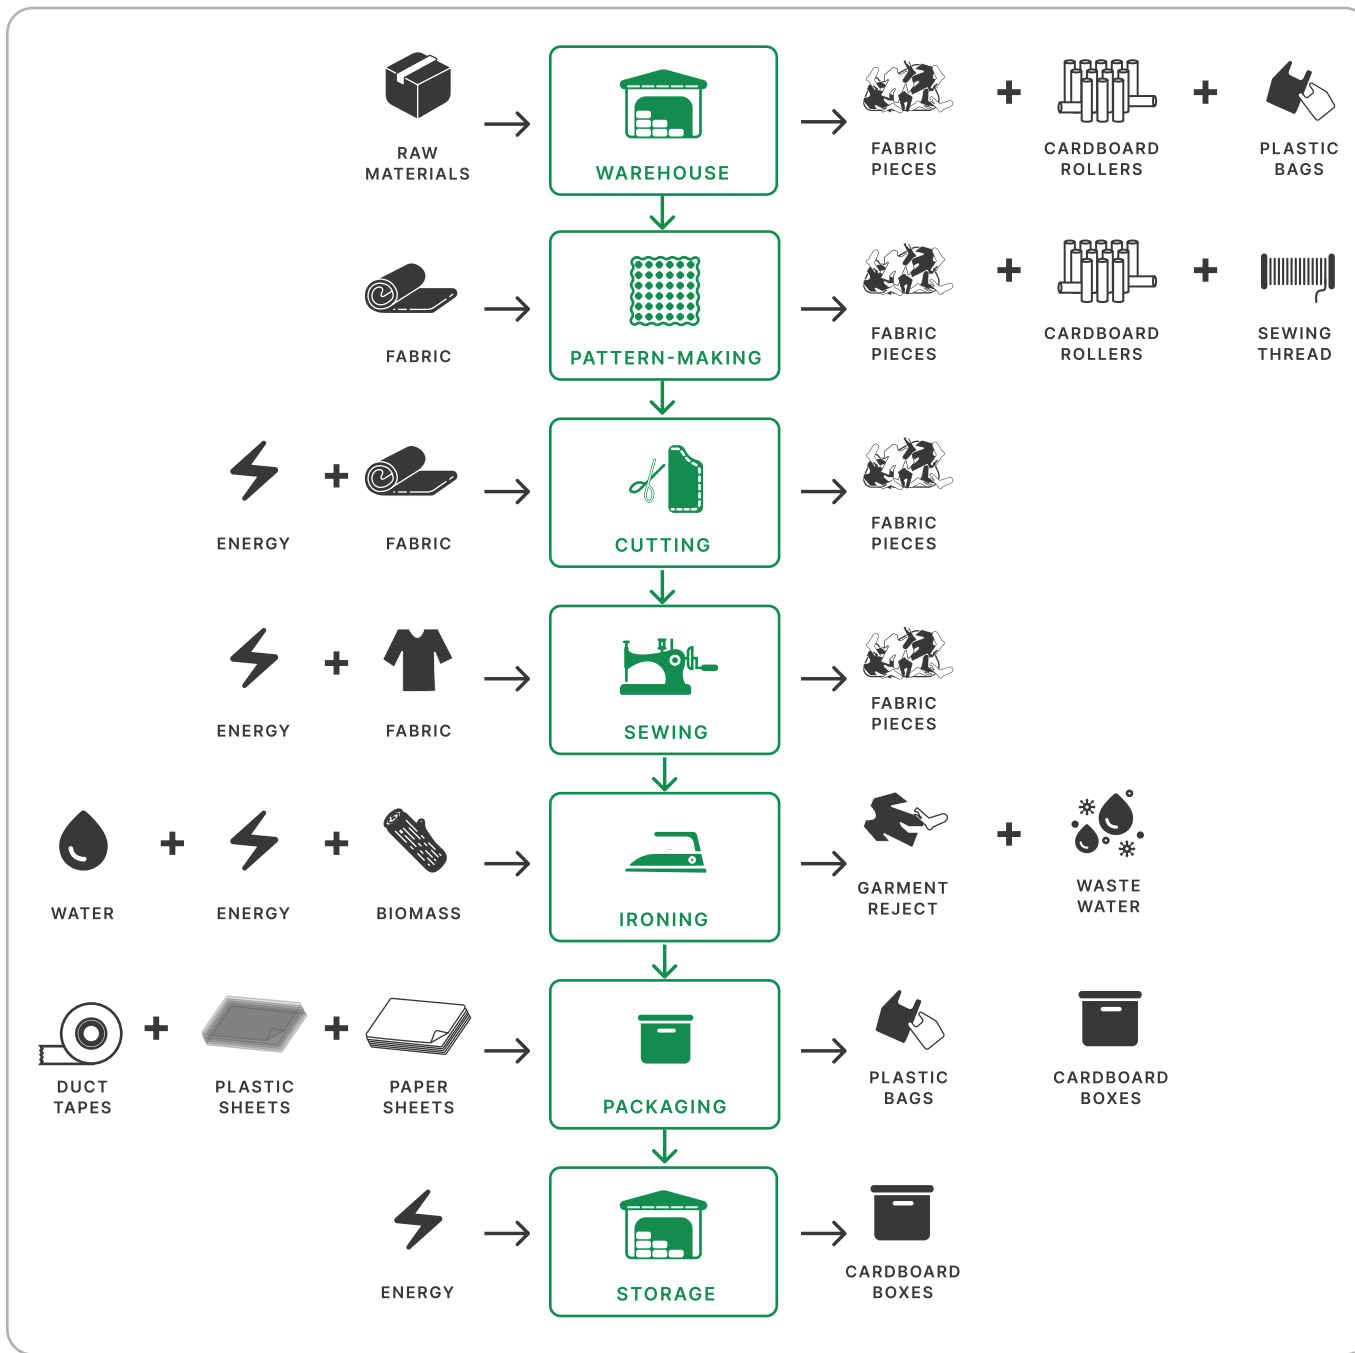 RAW
MATERIALS
WAREHOUSE
FABRIC
PIECES
CARDBOARD
ROLLERS
PLASTIC
BAGS
FABRIC
PATTERN-MAKING
FABRIC
PIECES
CARDBOARD
ROLLERS
SEWING
THREAD
ENERGY
FABRIC
CUTTING
FABRIC
PIECES
ENERGY
FABRIC
SEWING
FABRIC
PIECES
WATER
ENERGY
BIOMASS
IRONING
GARMENT
REJECT
WASTE
WATER
DUCT
TAPES
PLASTIC
SHEETS
PAPER
SHEETS
PACKAGING
PLASTIC
BAGS
CARDBOARD
BOXES
ENERGY
STORAGE
CARDBOARD
BOXES